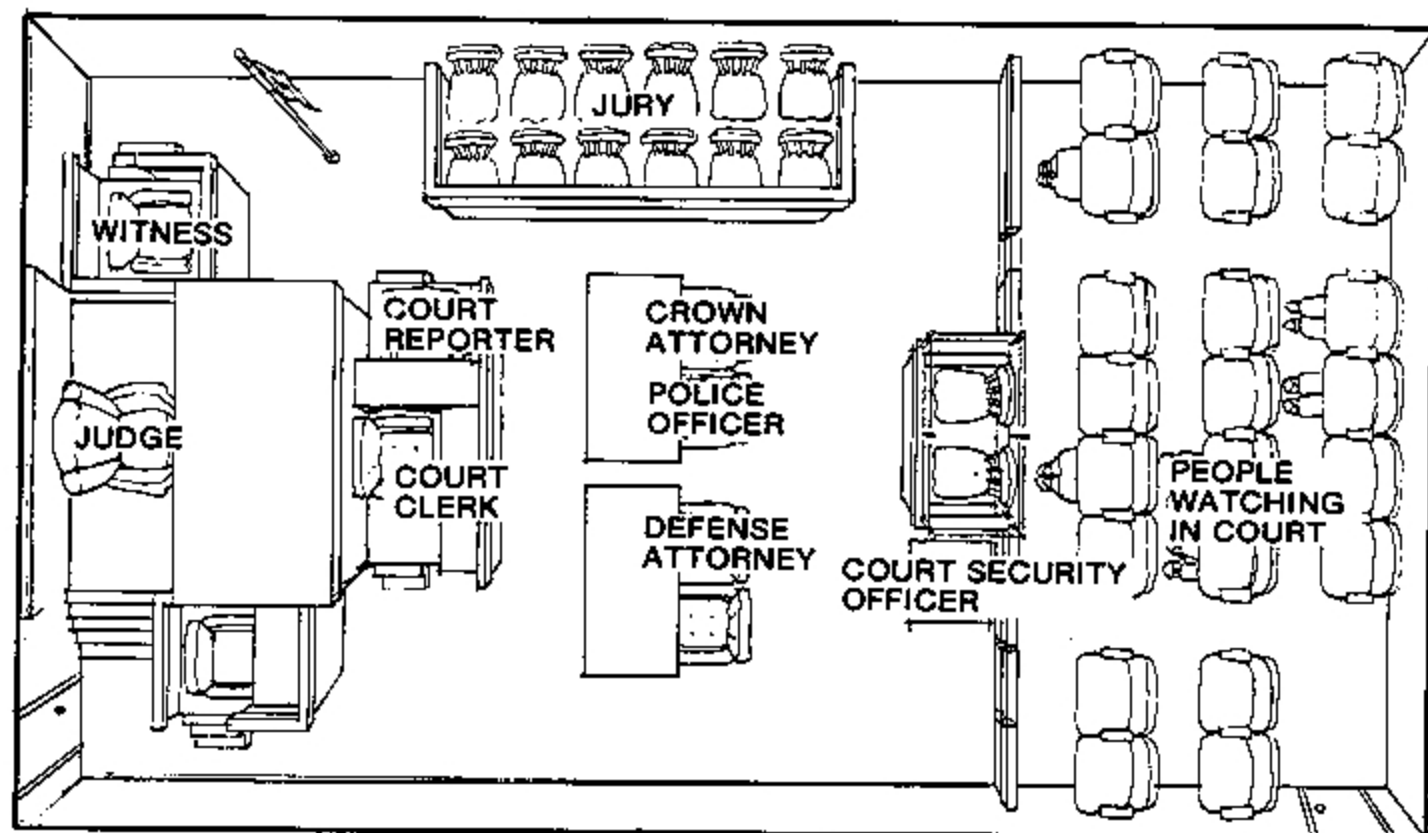 JURY
WITNESS
COURT
REPORTER
CROWN
ATTORNEY
POLICE
OFFICER
JUDGE
COURT
CLERK
PEOPLE
WATCHING
IN COURT
DEFENSE
ATTORNEY
COURT SECURITY
OFFICER